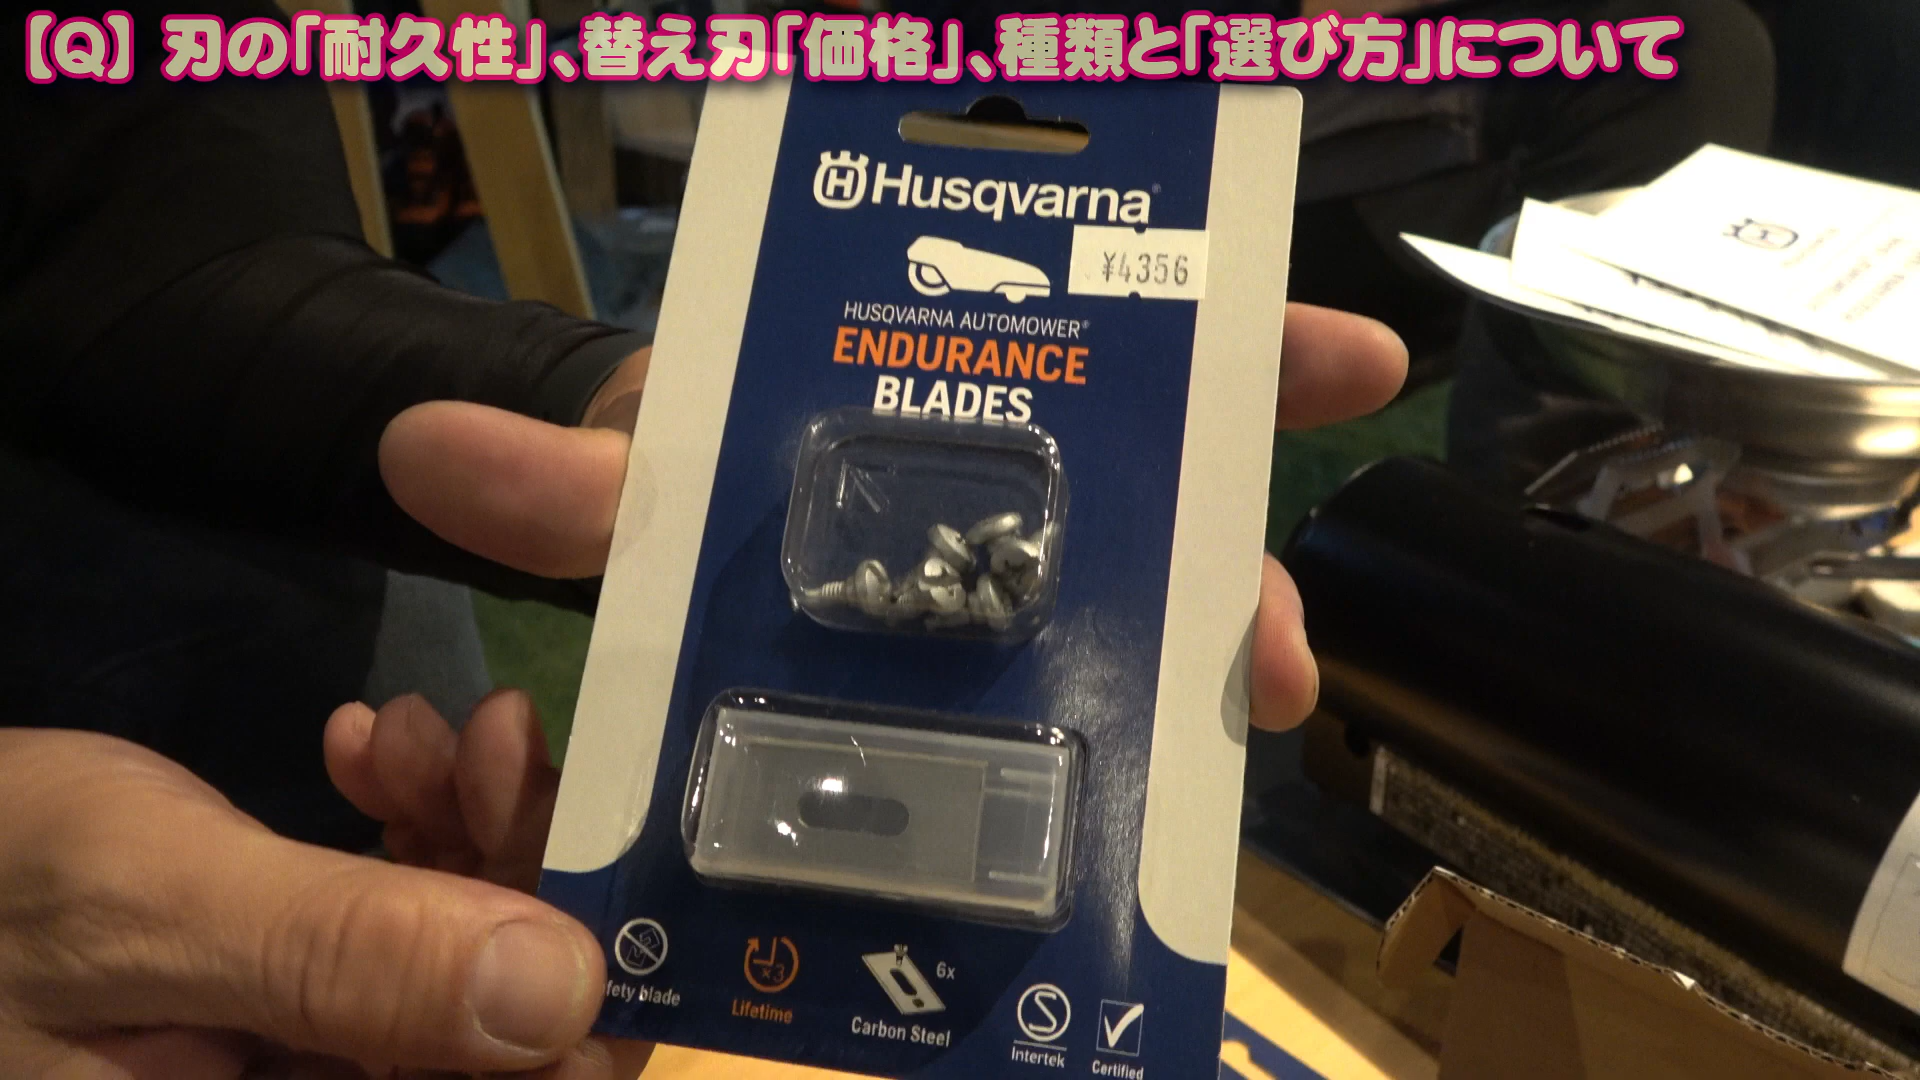 【Q】刃の「耐久性」、替え刃「価格」、種類と「選び方」について
Husqvarna
¥4356
HUSQVARNA AUTOMOWER®
ENDURANCE
BLADES
x3
6x
fety blade
Lifetime
Carbon Steel
Intertek
Certified